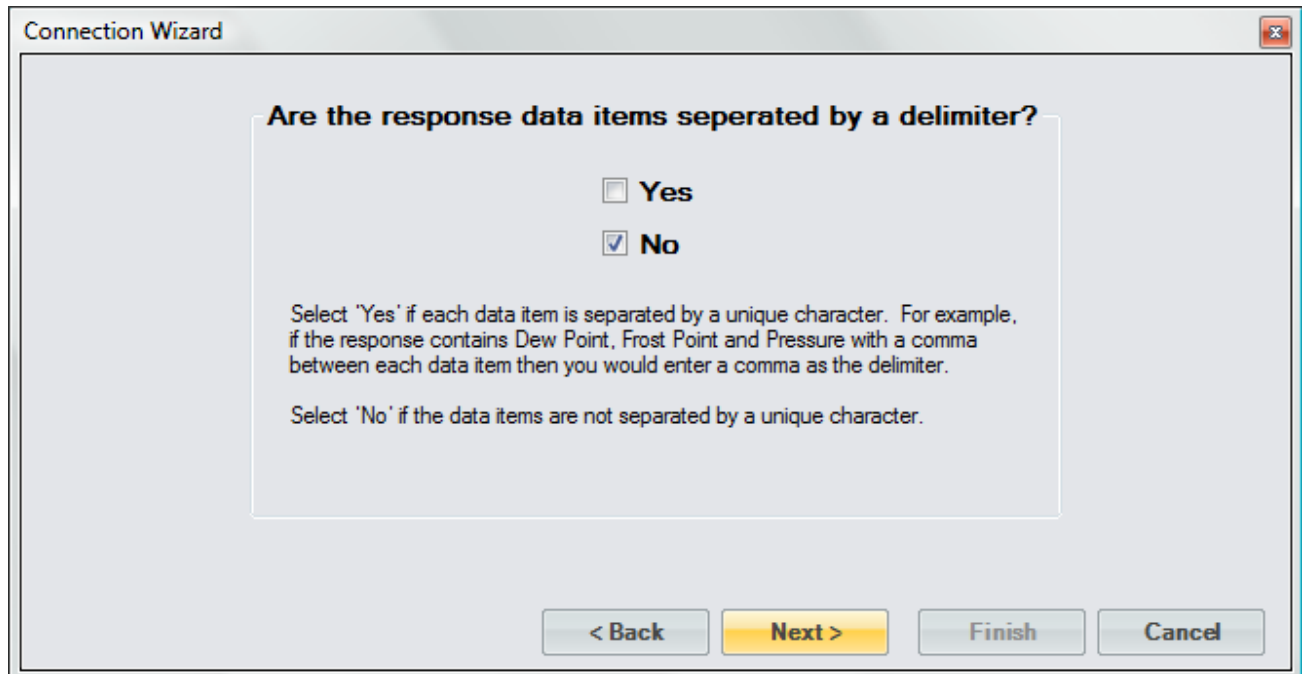 Connection Wizard
Are the response data items seperated by a delimiter?
Yes
No
Select 'Yes' if each data item is separated by a unique character.  For example,
if the response contains Dew Point, Frost Point and Pressure with a comma
between each data item then you would enter a comma as the delimiter.
Select 'No' if the data items are not separated by a unique character.
< Back
Next >
Finish
Cancel